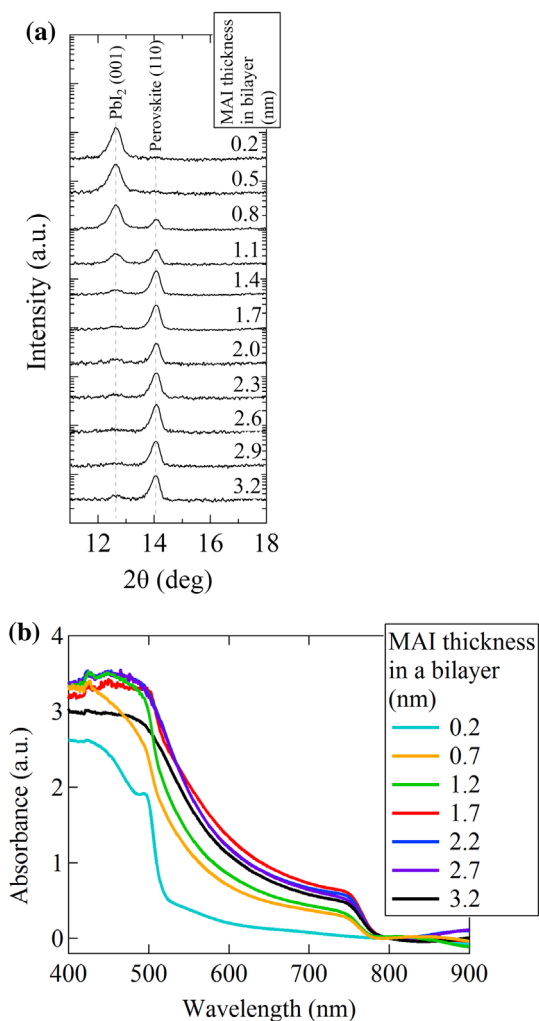 (a)
PbI₂ (001)
Perovskite (110)
MAI thickness
in bilayer
(nm)
0.2
0.5
0.8
1.1
1.4
1.7
2.0
2.3
2.6
2.9
3.2
Intensity (a.u.)
12 14 16 18
2θ (deg)
(b)
4
3
2
1
0
Absorbance (a.u.)
MAI thickness
in a bilayer
(nm)
0.2
0.7
1.2
1.7
2.2
2.7
3.2
400 500 600 700 800 900
Wavelength (nm)